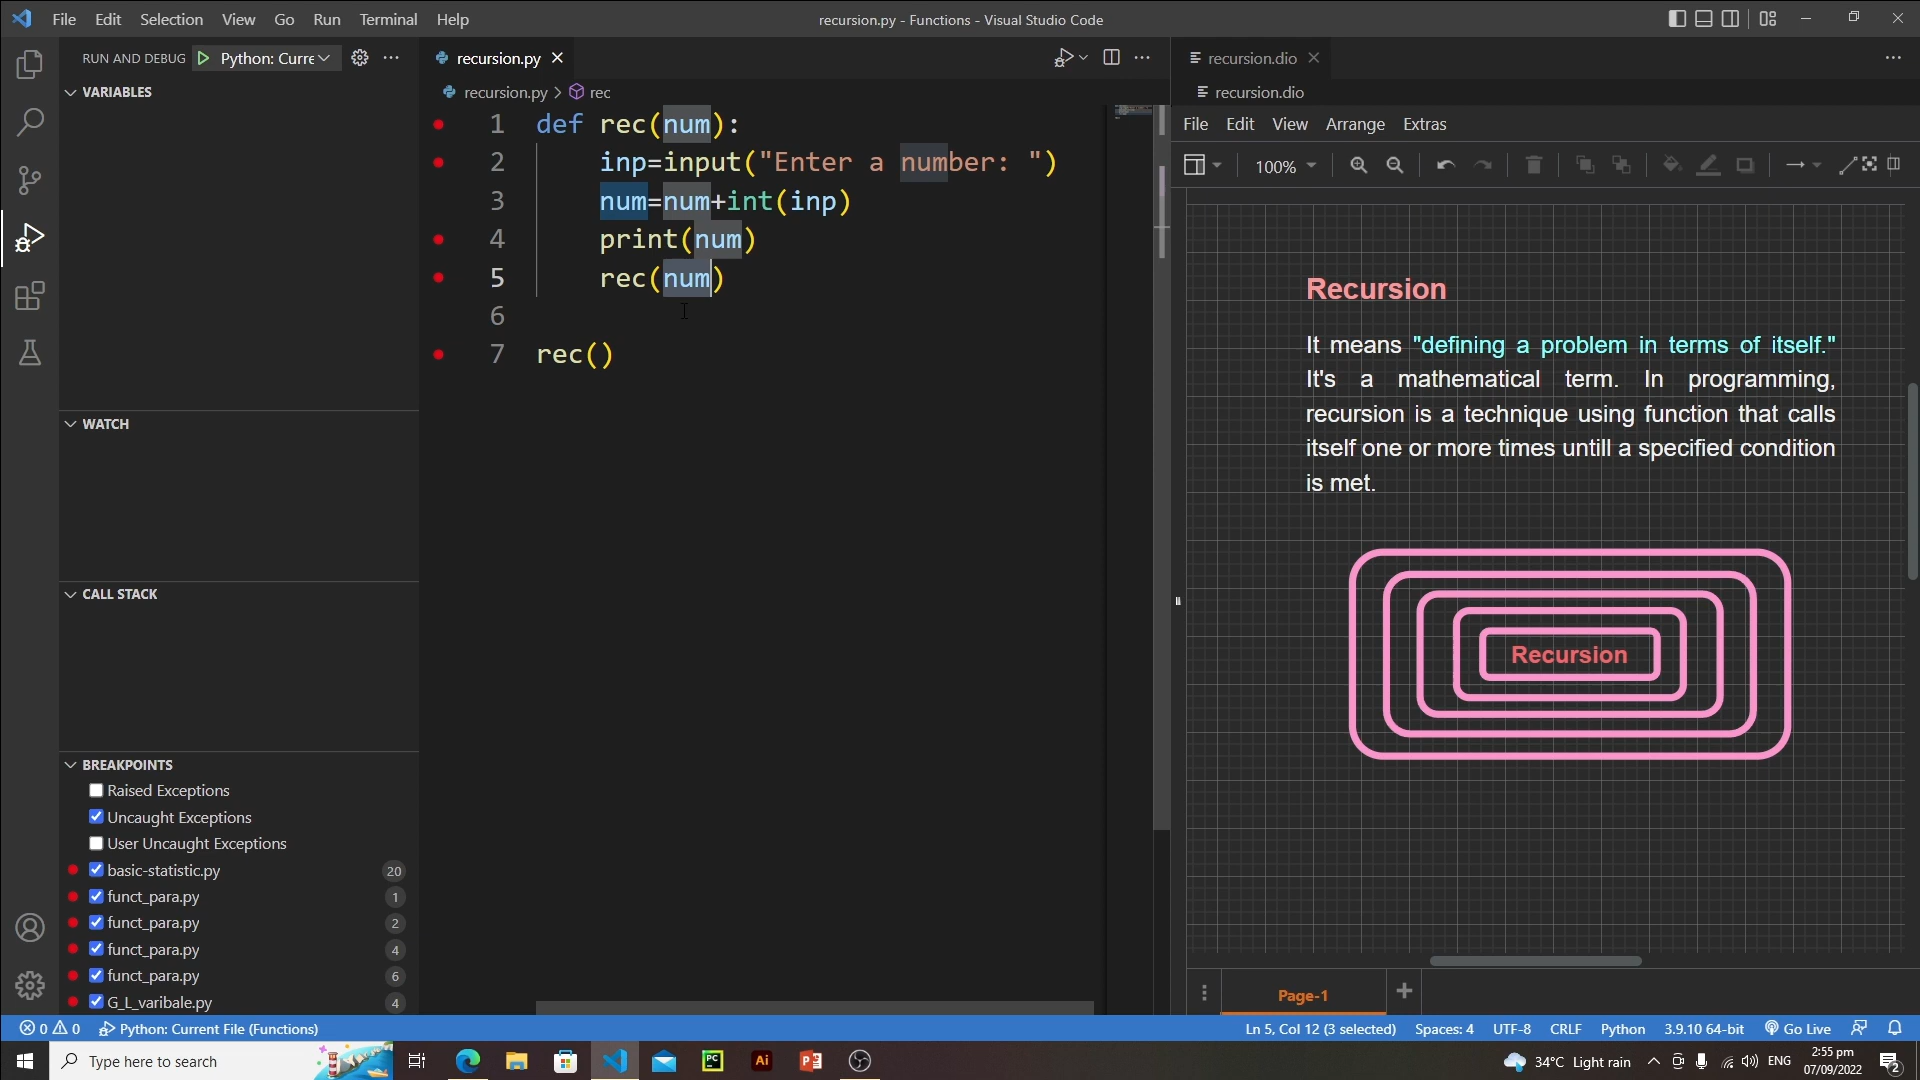 File Edit Selection View Go Run Terminal Help
recursion.py - Functions - Visual Studio Code
RUN AND DEBUG Python: Curre
VARIABLES
WATCH
CALL STACK
BREAKPOINTS
Raised Exceptions
Uncaught Exceptions
User Uncaught Exceptions
basic-statistic.py 20
funct_para.py 1
funct_para.py 2
funct_para.py 4
funct_para.py 6
G_L_varibale.py 4
recursion.py
recursion.py > rec
1 def rec(num):
2 inp=input("Enter a number: ")
3 num=num+int(inp)
4 print(num)
5 rec(num)
6
7 rec()
recursion.dio
recursion.dio
File Edit View Arrange Extras
100%
Recursion
It means "defining a problem in terms of itself."
It's a mathematical term. In programming,
recursion is a technique using function that calls
itself one or more times untill a specified condition
is met.
Recursion
Page-1
0 0 Python: Current File (Functions)
Ln 5, Col 12 (3 selected) Spaces: 4 UTF-8 CRLF Python 3.9.10 64-bit Go Live
Type here to search
PC
Ai
34°C Light rain ENG
2:55 pm
07/09/2022
2